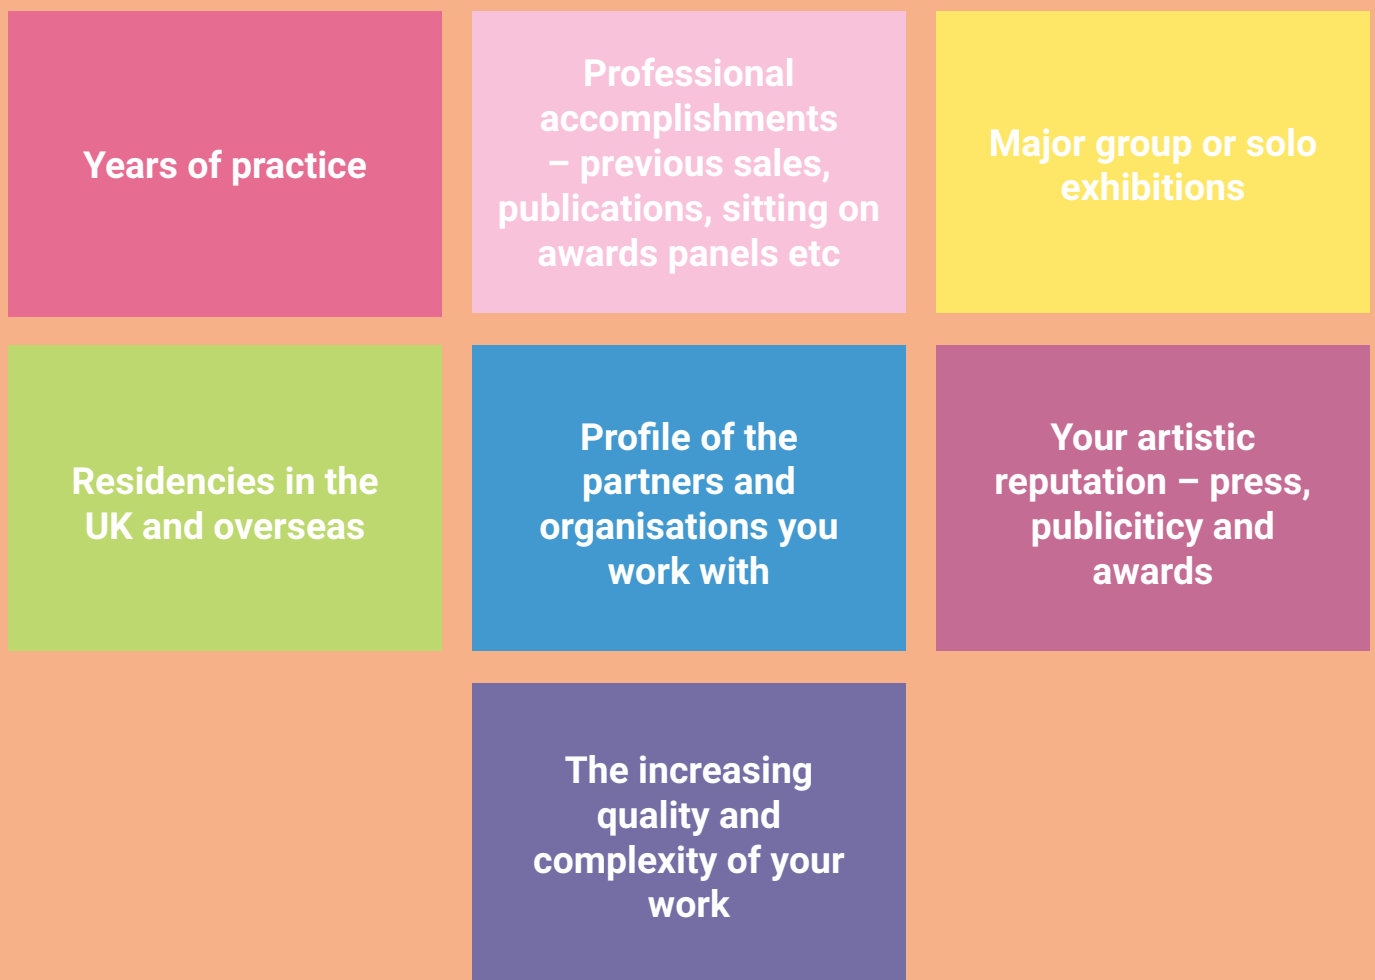 Years of practice
Professional
accomplishments
– previous sales,
publications, sitting on
awards panels etc
Major group or solo
exhibitions
Residencies in the
UK and overseas
Profile of the
partners and
organisations you
work with
Your artistic
reputation – press,
publiciticy and
awards
The increasing
quality and
complexity of your
work